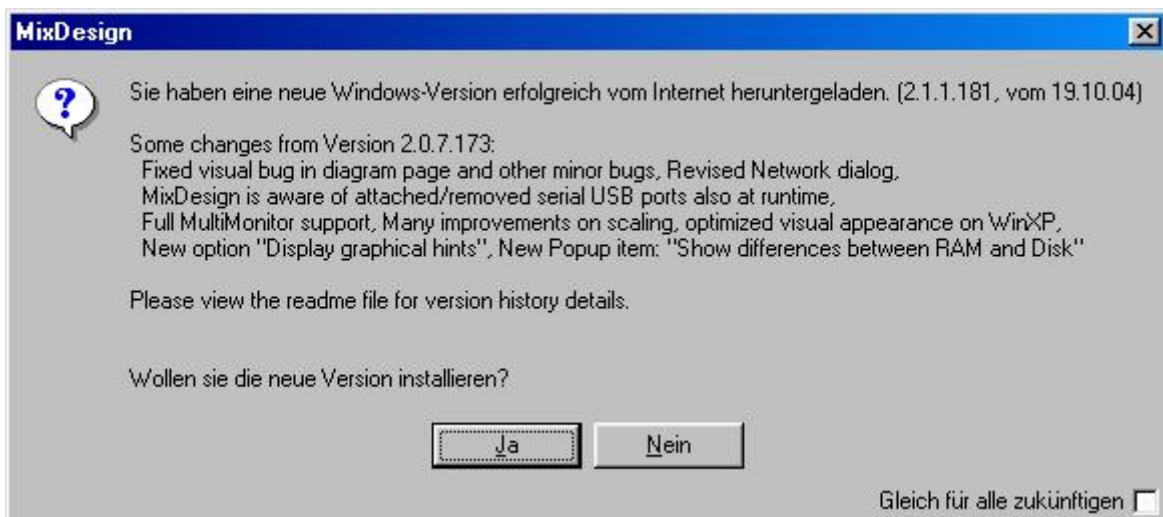 MixDesign
Sie haben eine neue Windows-Version erfolgreich vom Internet heruntergeladen. (2.1.1.181, vom 19.10.04)
Some changes from Version 2.0.7.173:
Fixed visual bug in diagram page and other minor bugs, Revised Network dialog,
MixDesign is aware of attached/removed serial USB ports also at runtime,
Full MultiMonitor support, Many improvements on scaling, optimized visual appearance on WinXP,
New option "Display graphical hints", New Popup item: "Show differences between RAM and Disk"
Please view the readme file for version history details.
Wollen sie die neue Version installieren?
Ja
Nein
Gleich für alle zukünftigen